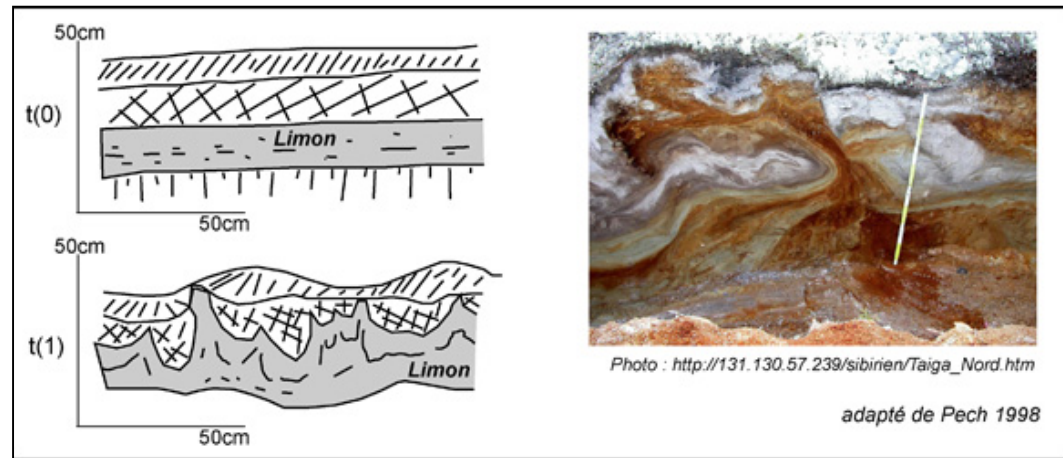 50cm
t(0)
Limon
50cm
50cm
t(1)
Limon
50cm
Photo : http://131.130.57.239/sibirien/Taiga_Nord.htm
adapté de Pech 1998